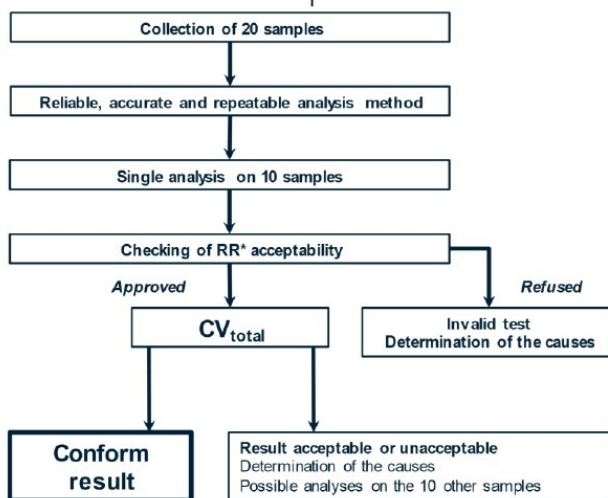 Collection of 20 samples
Reliable, accurate and repeatable analysis method
Single analysis on 10 samples
Checking of RR* acceptability
Approved
Refused
CVtotal
Invalid test
Determination of the causes
Conform
result
Result acceptable or unacceptable
Determination of the causes
Possible analyses on the 10 other samples